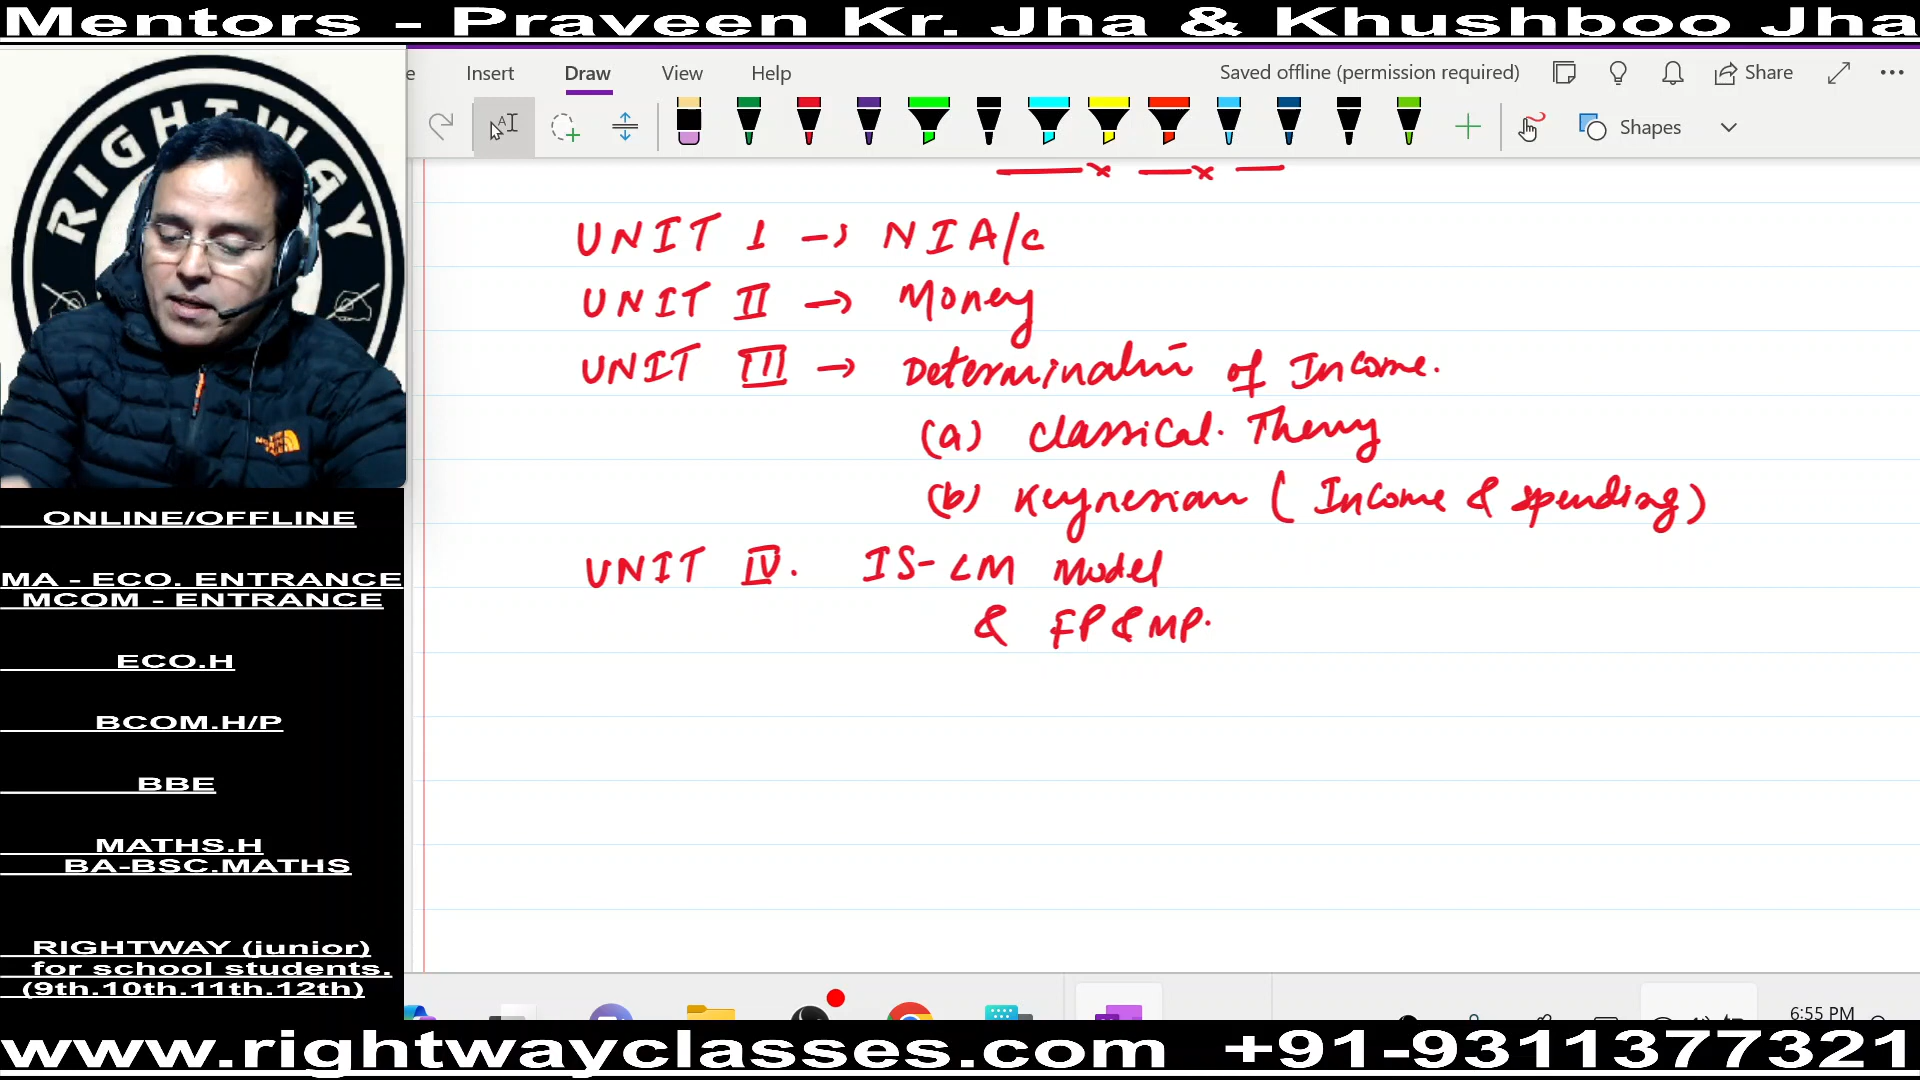 Mentors - Praveen Kr. Jha & Khushboo Jha
RIGHTWAY
e Insert Draw View Help
Saved offline (permission required) Share
Shapes
UNIT 1 → NIA/c
UNIT II → Money
UNIT III → Determination of Income.
(a) Classical. Theory
(b) Keynesian ( Income & Spending)
UNIT IV. IS-LM Model
& FP & MP.
ONLINE/OFFLINE
MA - ECO. ENTRANCE
MCOM - ENTRANCE
ECO.H
BCOM.H/P
BBE
MATHS.H
BA-BSC.MATHS
RIGHTWAY (junior)
for school students.
(9th.10th.11th.12th)
6:55 PM
www.rightwayclasses.com +91-9311377321